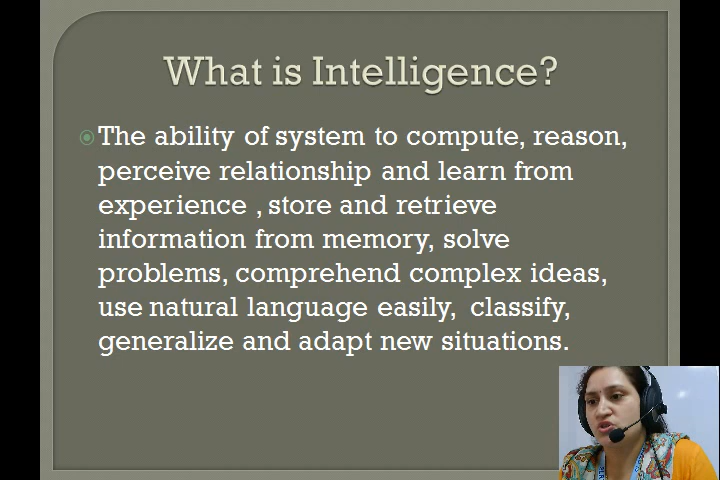 What is Intelligence?
The ability of system to compute, reason,
perceive relationship and learn from
experience , store and retrieve
information from memory, solve
problems, comprehend complex ideas,
use natural language easily,  classify,
generalize and adapt new situations.